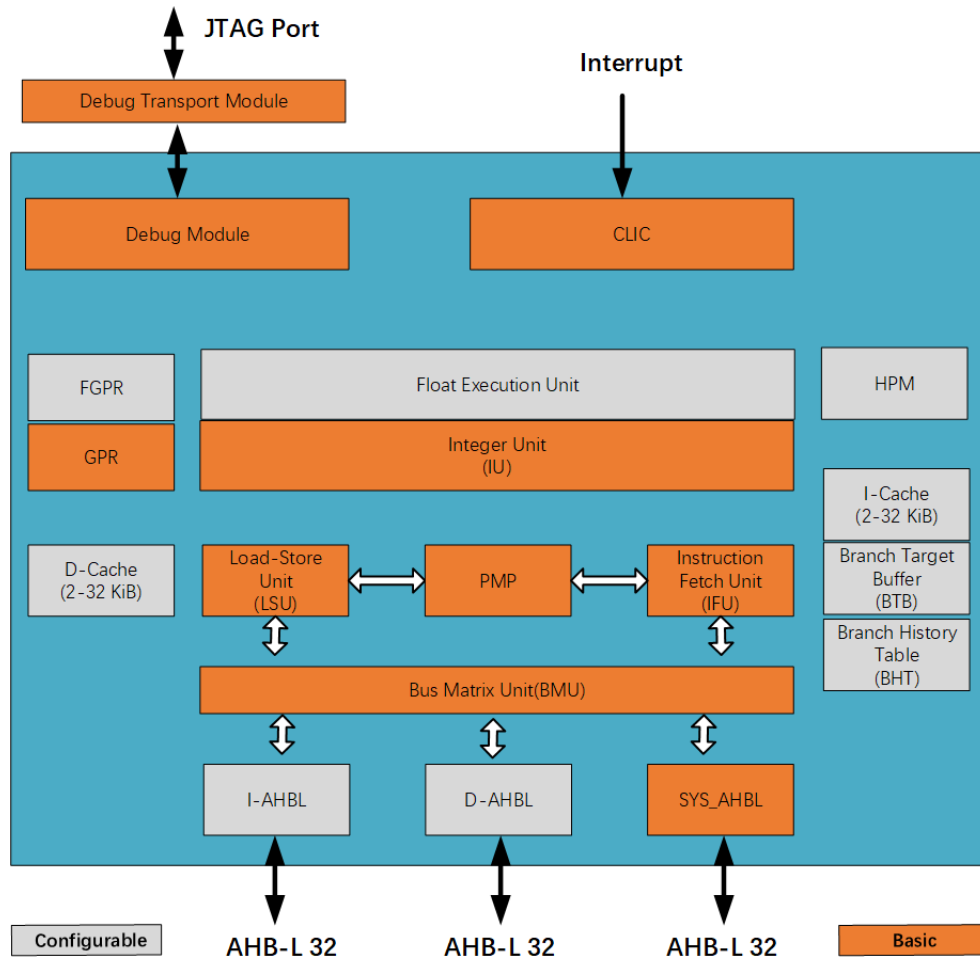 JTAG Port
Interrupt
Debug Transport Module
Debug Module
CLIC
FGPR
Float Execution Unit
HPM
GPR
Integer Unit
(IU)
I-Cache
(2-32 KiB)
D-Cache
(2-32 KiB)
Load-Store
Unit
(LSU)
PMP
Instruction
Fetch Unit
(IFU)
Branch Target
Buffer
(BTB)
Branch History
Table
(BHT)
Bus Matrix Unit(BMU)
I-AHBL
D-AHBL
SYS_AHBL
Configurable
AHB-L 32
AHB-L 32
AHB-L 32
Basic